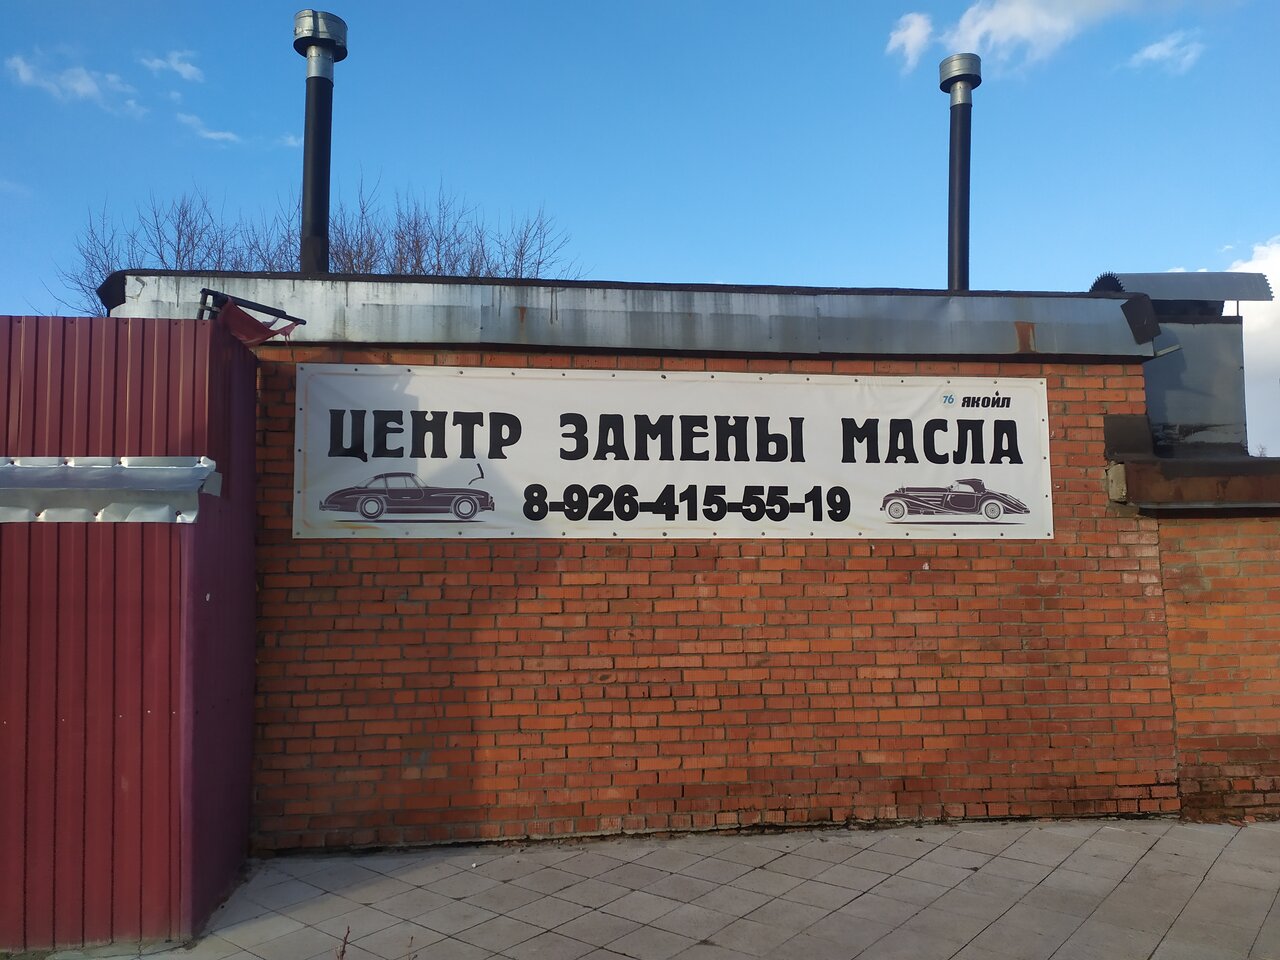 76 ЯКОЙЛ
ЦЕНТР ЗАМЕНЫ МАСЛА
8-926-415-55-19